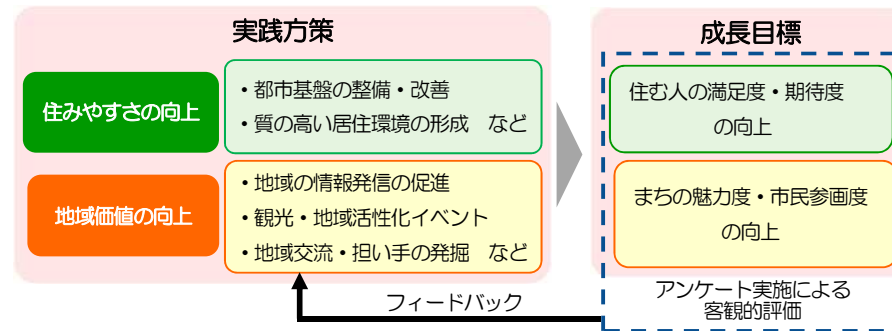 実践方策
住みやすさの向上
・都市基盤の整備・改善
・質の高い居住環境の形成　など
地域価値の向上
・地域の情報発信の促進
・観光・地域活性化イベント
・地域交流・担い手の発掘　など
成長目標
住む人の満足度・期待度
の向上
まちの魅力度・市民参画度
の向上
アンケート実施による
客観的評価
フィードバック